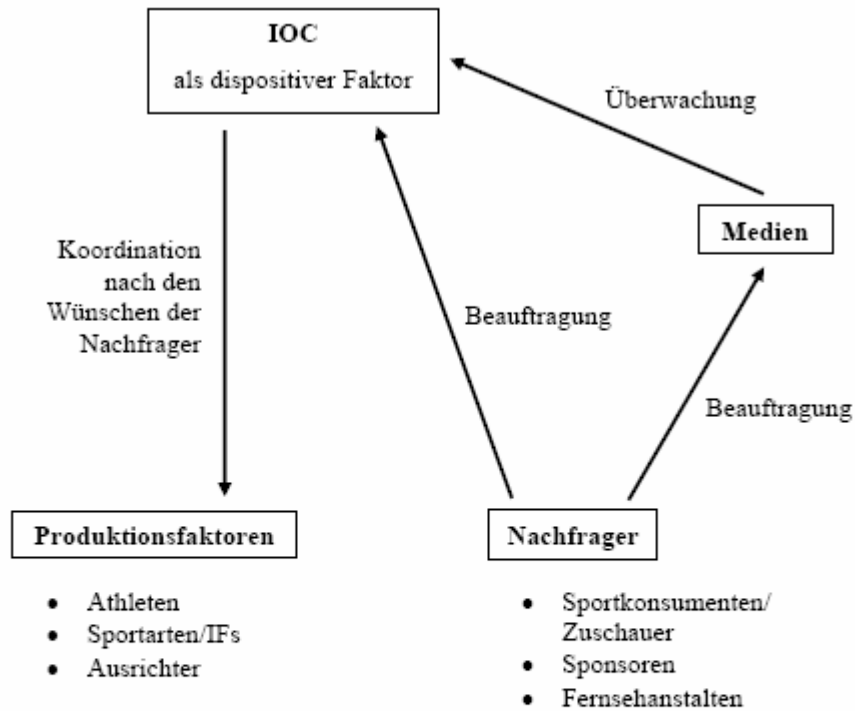 IOC
als dispositiver Faktor
Überwachung
Medien
Koordination
nach den
Wünschen der
Nachfrager
Beauftragung
Beauftragung
Produktionsfaktoren
• Athleten
• Sportarten/IFs
• Ausrichter
Nachfrager
• Sportkonsumenten/
Zuschauer
• Sponsoren
• Fernsehanstalten